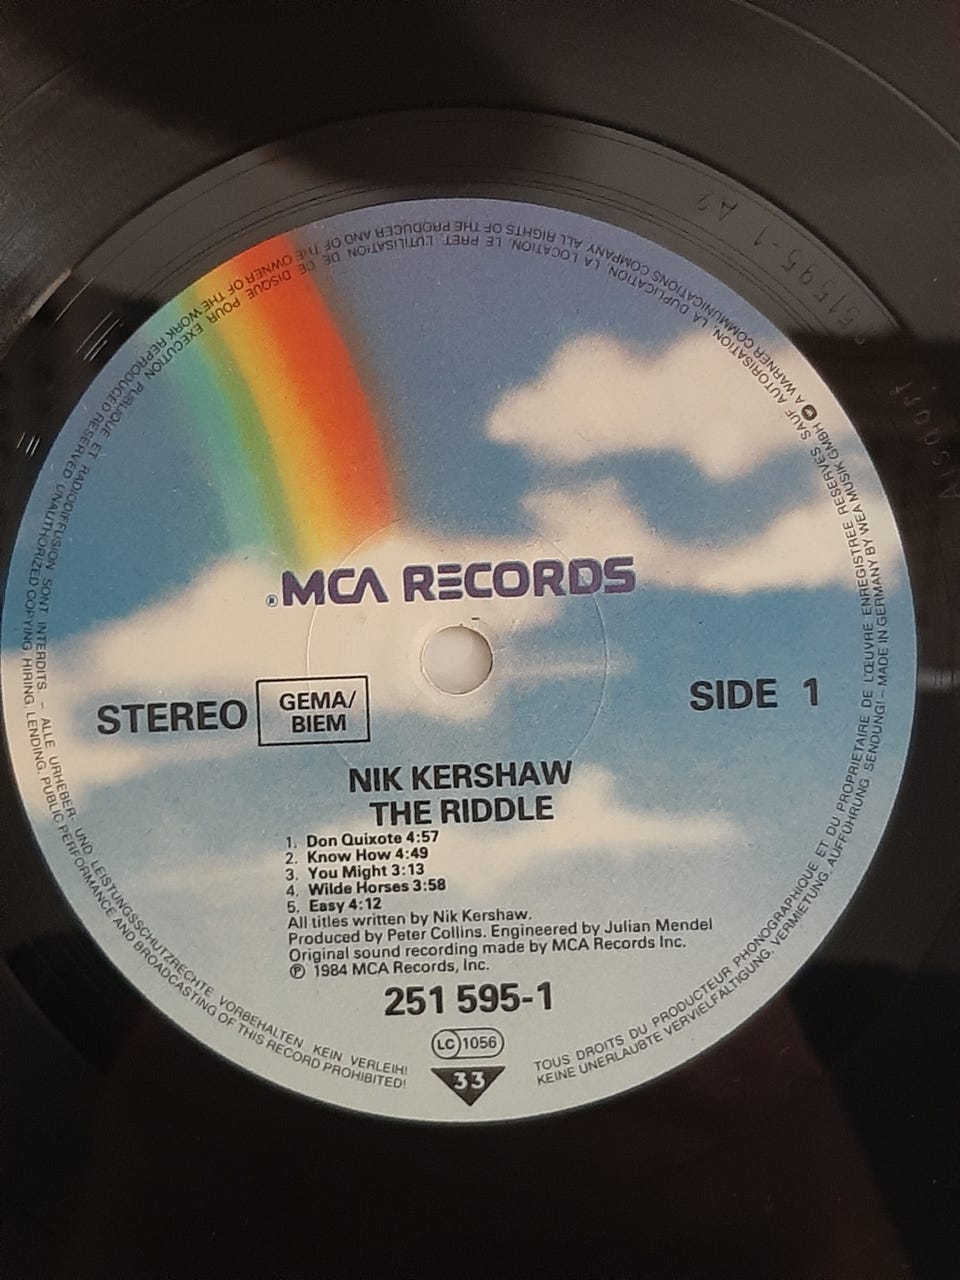 ® MCA RECORDS
STEREO
GEMA/
BIEM
SIDE 1
NIK KERSHAW
THE RIDDLE
1. Don Quixote 4:57
2. Know How 4:49
3. You Might 3:13
4. Wilde Horses 3:58
5. Easy 4:12
All titles written by Nik Kershaw.
Produced by Peter Collins. Engineered by Julian Mendel
Original sound recording made by MCA Records Inc.
℗ 1984 MCA Records, Inc.
251 595-1
LC 1056
33
TOUS DROITS DU PRODUCTEUR PHONOGRAPHIQUE ET DU PROPRIETAIRE DE L'ŒUVRE ENREGISTREE RESERVES. SAUF AUTORISATION, LA DUPLICATION, LA LOCATION, LE PRET, L'UTILISATION DE CE DISQUE POUR EXECUTION PUBLIQUE ET RADIODIFFUSION SONT INTERDITS. – ALLE URHEBER- UND LEISTUNGSSCHUTZRECHTE VORBEHALTEN KEIN VERLEIH!
KEINE UNERLAUBTE VERVIELFÄLTIGUNG, VERMIETUNG, AUFFÜHRUNG, SENDUNG! – MADE IN GERMANY BY WEA MUSIK GMBH A WARNER COMMUNICATIONS COMPANY ALL RIGHTS OF THE PRODUCER AND OF THE OWNER OF THE WORK REPRODUCED RESERVED UNAUTHORIZED COPYING, HIRING, LENDING, PUBLIC PERFORMANCE AND BROADCASTING OF THIS RECORD PROHIBITED!
251595-1 A2
Alsdorf